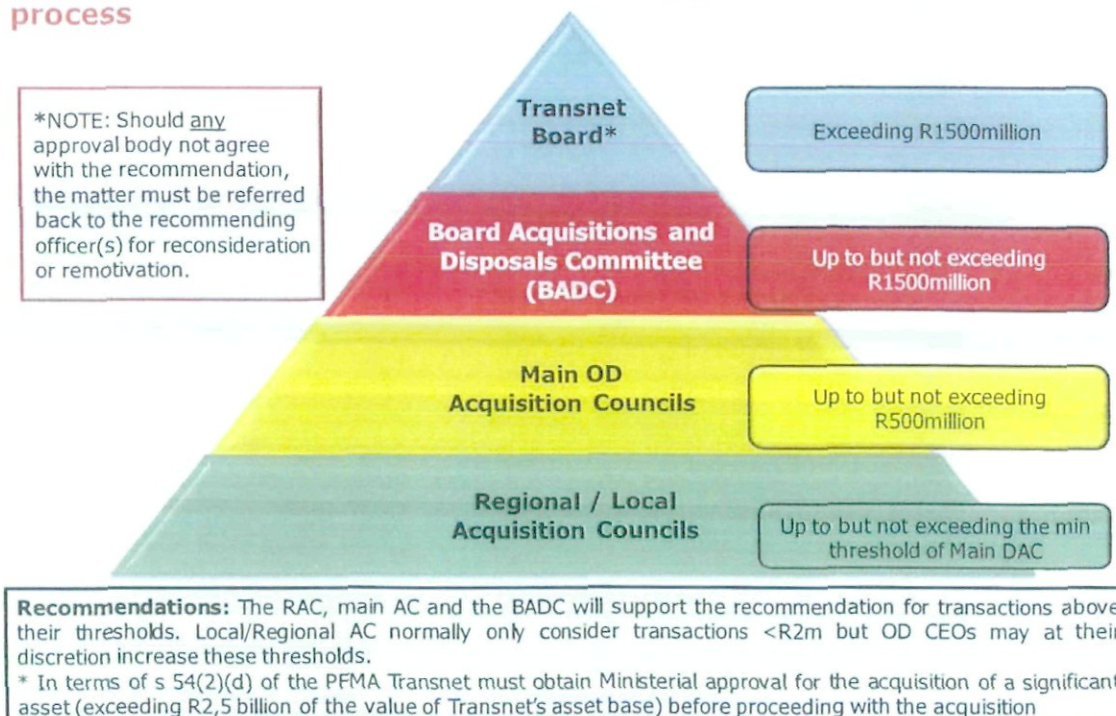 process
*NOTE: Should any
approval body not agree
with the recommendation,
the matter must be referred
back to the recommending
officer(s) for reconsideration
or remotivation.
Transnet
Board*
Exceeding R1500million
Board Acquisitions and
Disposals Committee
(BADC)
Up to but not exceeding
R1500million
Main OD
Acquisition Councils
Up to but not exceeding
R500million
Regional / Local
Acquisition Councils
Up to but not exceeding the min
threshold of Main DAC
Recommendations: The RAC, main AC and the BADC will support the recommendation for transactions above
their thresholds. Local/Regional AC normally only consider transactions <R2m but OD CEOs may at their
discretion increase these thresholds.
* In terms of s 54(2)(d) of the PFMA Transnet must obtain Ministerial approval for the acquisition of a significant
asset (exceeding R2,5 billion of the value of Transnet's asset base) before proceeding with the acquisition